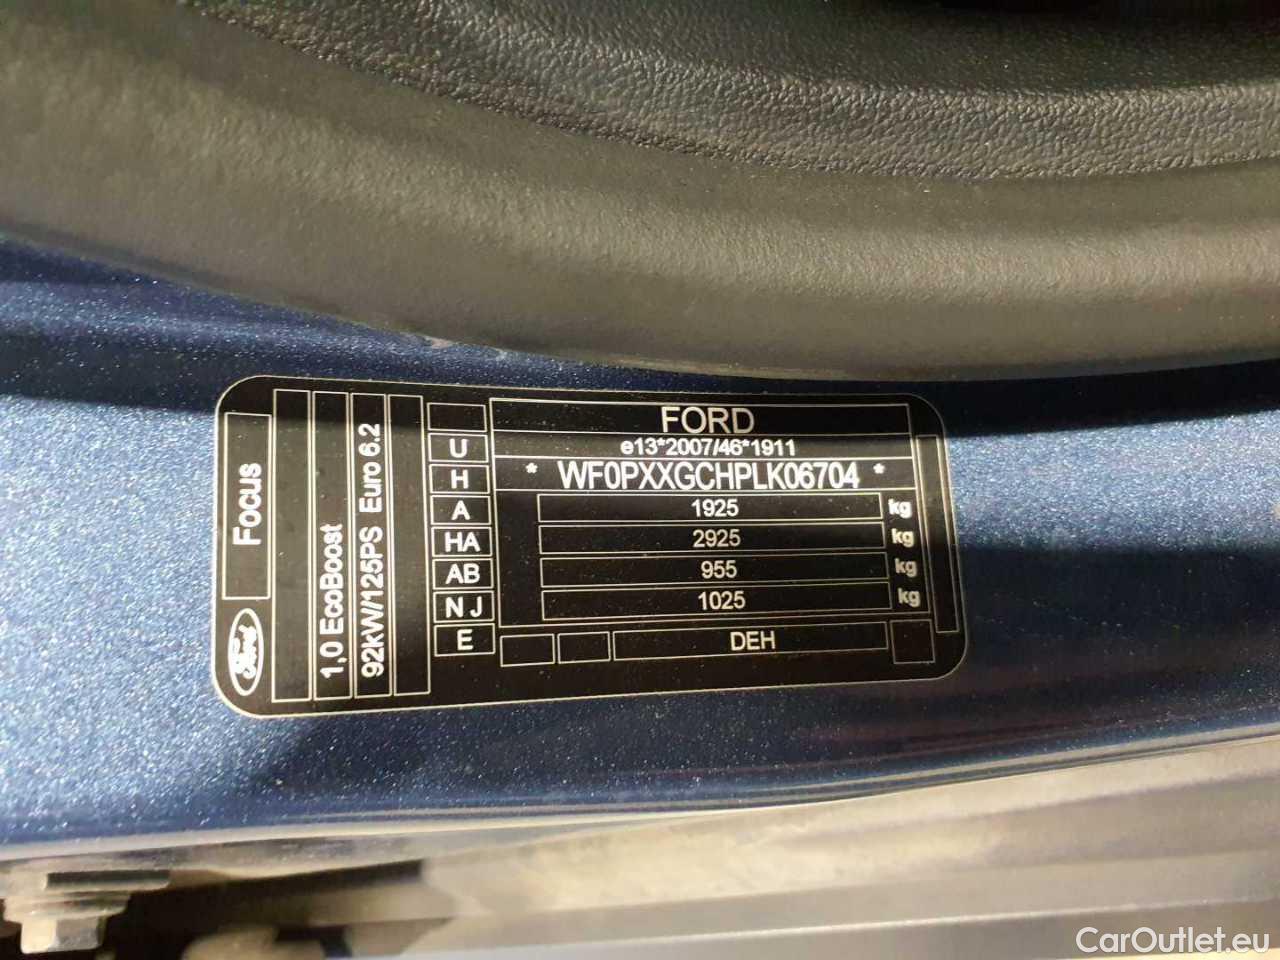 FORD
e13*2007/46*1911
* WF0PXXGCHPLK06704 *
1925 kg
2925 kg
955 kg
1025 kg
DEH
U
H
A
HA
AB
N J
E
Focus
1,0 EcoBoost
92kW/125PS Euro 6.2
Ford
CarOutlet.eu